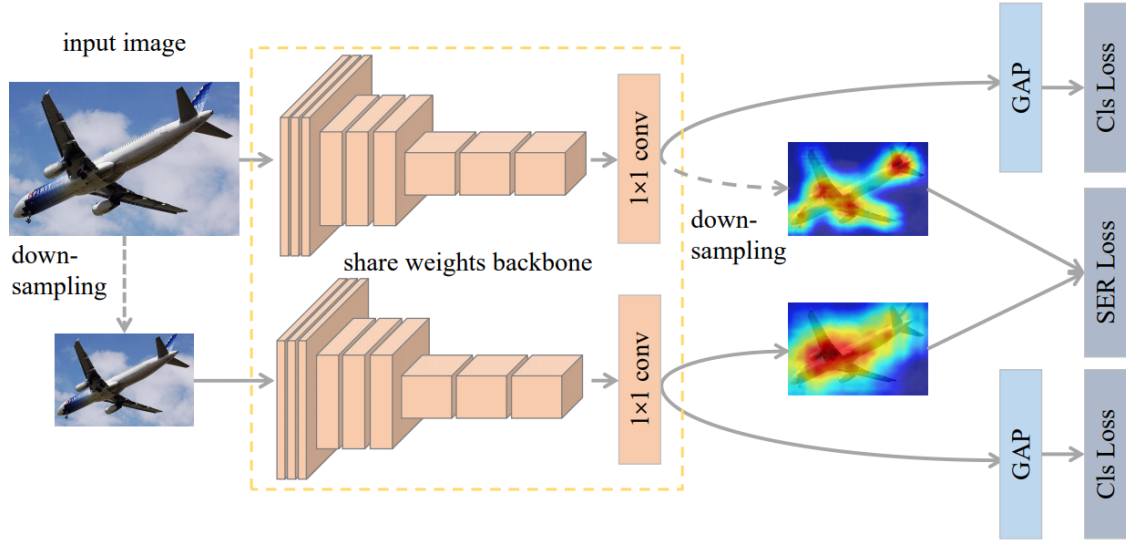 input image
down-
sampling
share weights backbone
1×1 conv
1×1 conv
down-
sampling
GAP
Cls Loss
SER Loss
GAP
Cls Loss